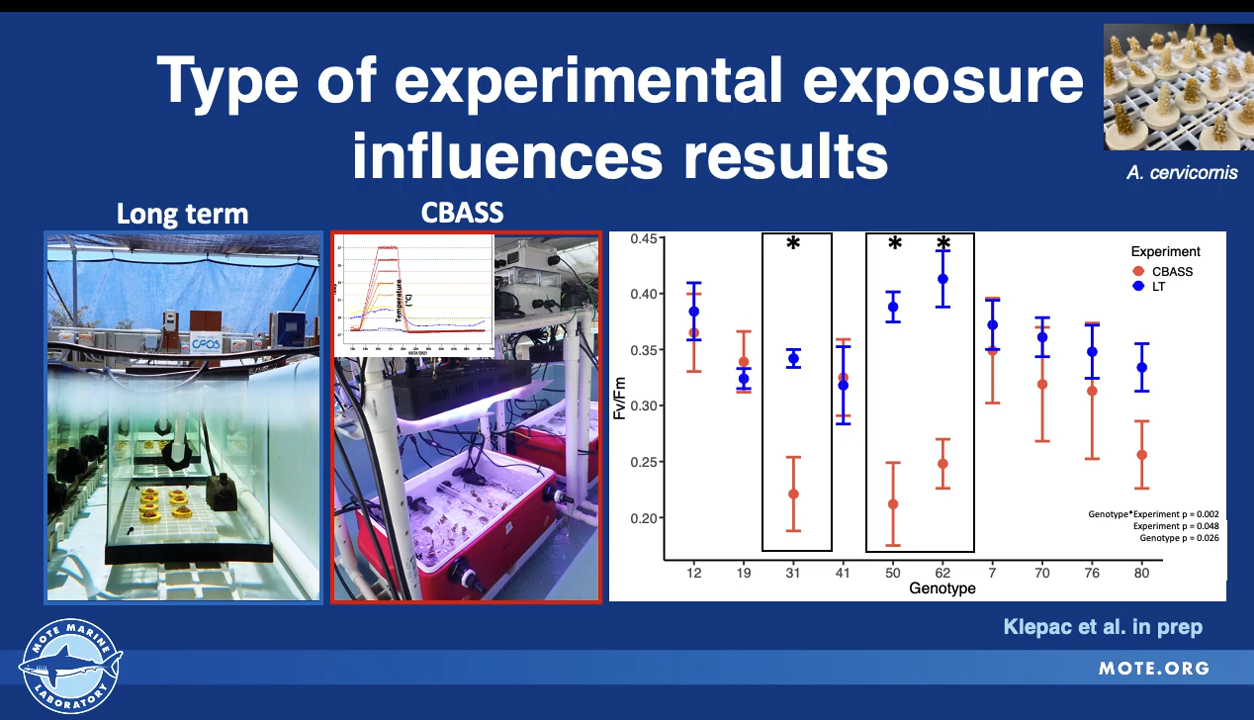 Type of experimental exposure
influences results
A. cervicornis
Long term
CBASS
Temperature
(°C)
Fv/Fm
0.45
0.40
0.35
0.30
0.25
0.20
*
*
*
Experiment
CBASS
LT
Genotype*Experiment p = 0.002
Experiment p = 0.048
Genotype p = 0.026
12 19 31 41 50 62 7 70 76 80
Genotype
Klepac et al. in prep
MOTE MARINE
LABORATORY
MOTE.ORG